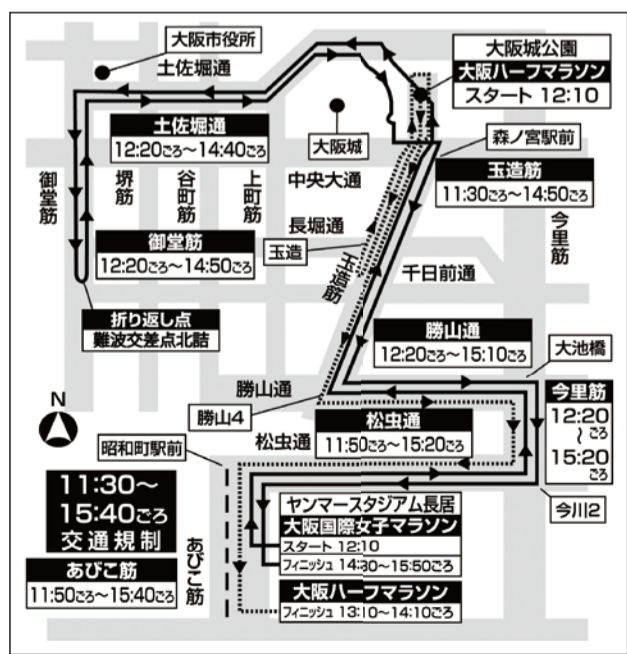 大阪市役所
土佐堀通
大阪城公園
大阪ハーフマラソン
スタート 12:10
土佐堀通
12:20ごろ〜14:40ごろ
大阪城
森ノ宮駅前
玉造筋
11:30ごろ〜14:50ごろ
御堂筋
堺筋
谷町筋
上町筋
中央大通
長堀通
玉造
玉造筋
今里筋
千日前通
御堂筋
12:20ごろ〜14:50ごろ
折り返し点
難波交差点北詰
勝山通
12:20ごろ〜15:10ごろ
大池橋
N
勝山通
勝山4
今里筋
12:20
〜ごろ
15:20
ごろ
松虫通
松虫通
11:50ごろ〜15:20ごろ
昭和町駅前
今川2
11:30〜
15:40ごろ
交通規制
あびこ筋
11:50ごろ〜15:40ごろ
あびこ筋
ヤンマースタジアム長居
大阪国際女子マラソン
スタート 12:10
フィニッシュ 14:30〜15:50ごろ
大阪ハーフマラソン
フィニッシュ 13:10〜14:10ごろ